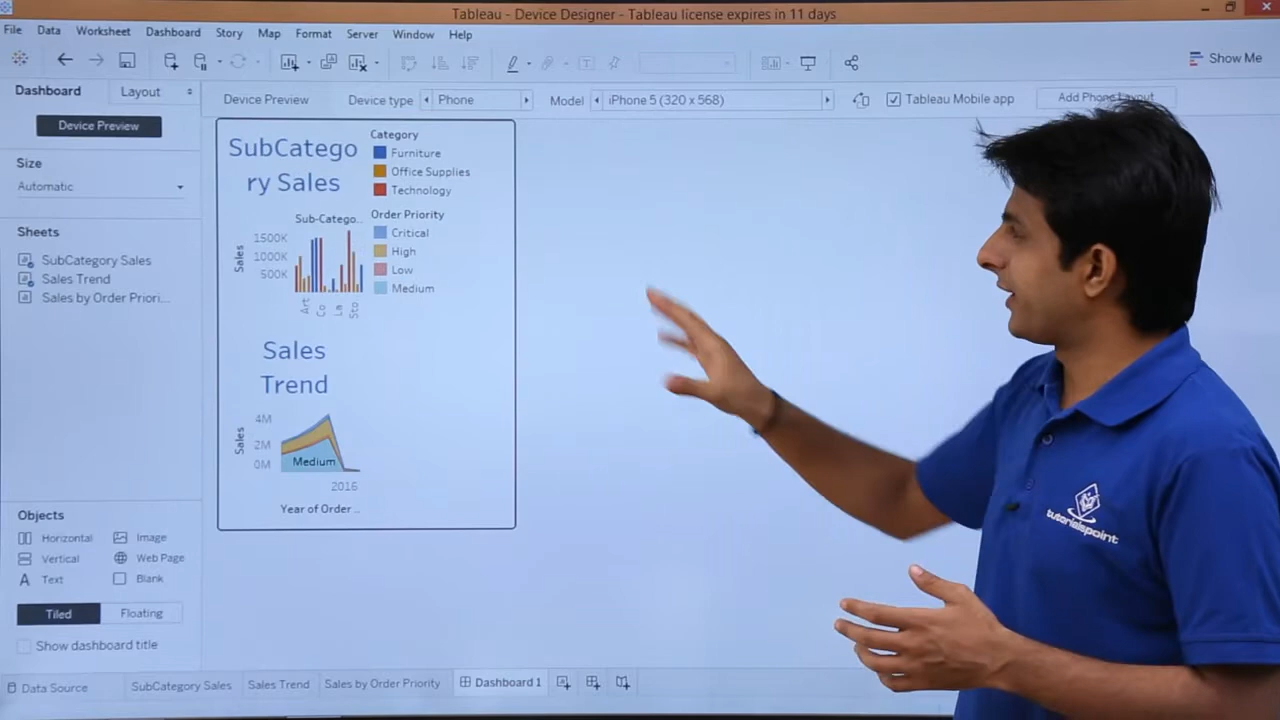 Tableau - Device Designer - Tableau license expires in 11 days
File Data Worksheet Dashboard Story Map Format Server Window Help
Show Me
Dashboard Layout
Device Preview Device type Phone Model iPhone 5 (320 x 568) Tableau Mobile app Add Phone Layout
Device Preview
Size
Automatic
Sheets
SubCategory Sales
Sales Trend
Sales by Order Priori...
Objects
Horizontal Image
Vertical Web Page
A Text Blank
Tiled Floating
Show dashboard title
SubCatego
ry Sales
Sub-Catego..
Sales
1500K
1000K
500K
Art
Co
La
Sto
Category
Furniture
Office Supplies
Technology
Order Priority
Critical
High
Low
Medium
Sales
Trend
Sales
4M
2M
0M
Medium
2016
Year of Order ..
Data Source SubCategory Sales Sales Trend Sales by Order Priority Dashboard 1
tutorialspoint